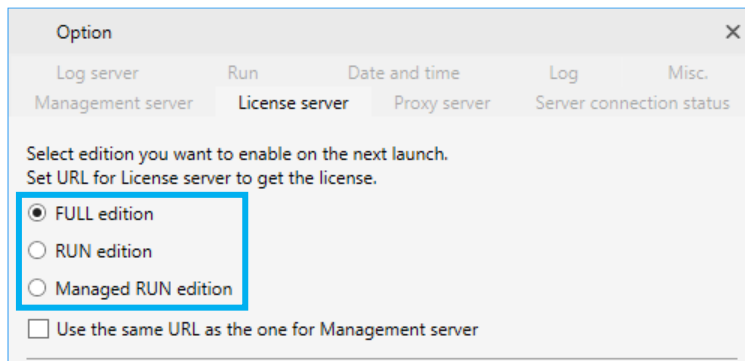 Option
Log server Run Date and time Log Misc.
Management server License server Proxy server Server connection status
Select edition you want to enable on the next launch.
Set URL for License server to get the license.
FULL edition
RUN edition
Managed RUN edition
Use the same URL as the one for Management server